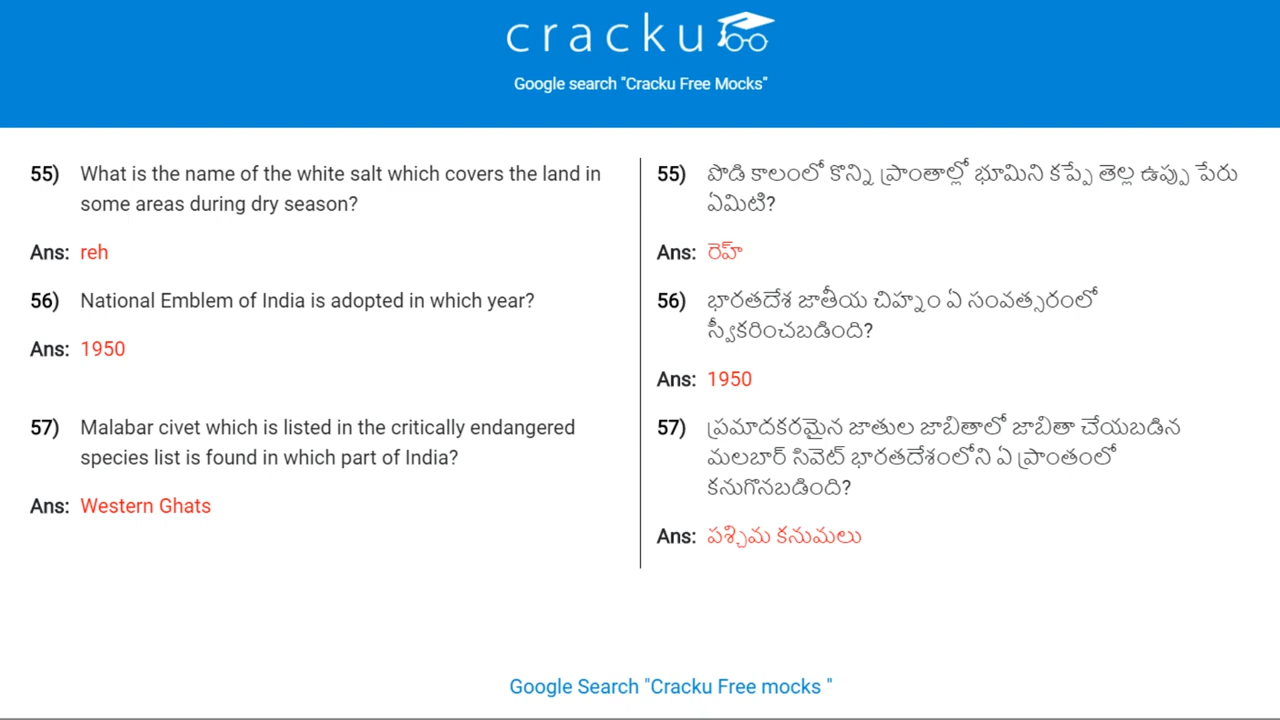 cracku
Google search "Cracku Free Mocks"
55) What is the name of the white salt which covers the land in
some areas during dry season?
Ans: reh
56) National Emblem of India is adopted in which year?
Ans: 1950
57) Malabar civet which is listed in the critically endangered
species list is found in which part of India?
Ans: Western Ghats
55) పొడి కాలంలో కొన్ని ప్రాంతాల్లో భూమిని కప్పే తెల్ల ఉప్పు పేరు
ఏమిటి?
Ans: రెహ్
56) భారతదేశ జాతీయ చిహ్నం ఏ సంవత్సరంలో
స్వీకరించబడింది?
Ans: 1950
57) ప్రమాదకరమైన జాతుల జాబితాలో జాబితా చేయబడిన
మలబార్ సివెట్ భారతదేశంలోని ఏ ప్రాంతంలో
కనుగొనబడింది?
Ans: పశ్చిమ కనుమలు
Google Search "Cracku Free mocks "